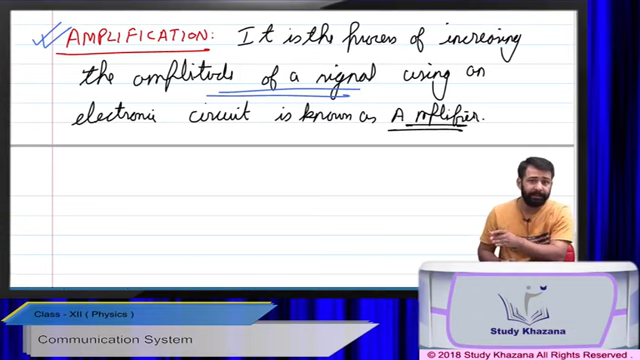 AMPLIFICATION: It is the process of increasing
the amplitude of a signal using an
electronic circuit is known as Amplifier.
Study Khazana
Class - XII ( Physics )
Communication System
© 2018 Study Khazana All Rights Reserved.